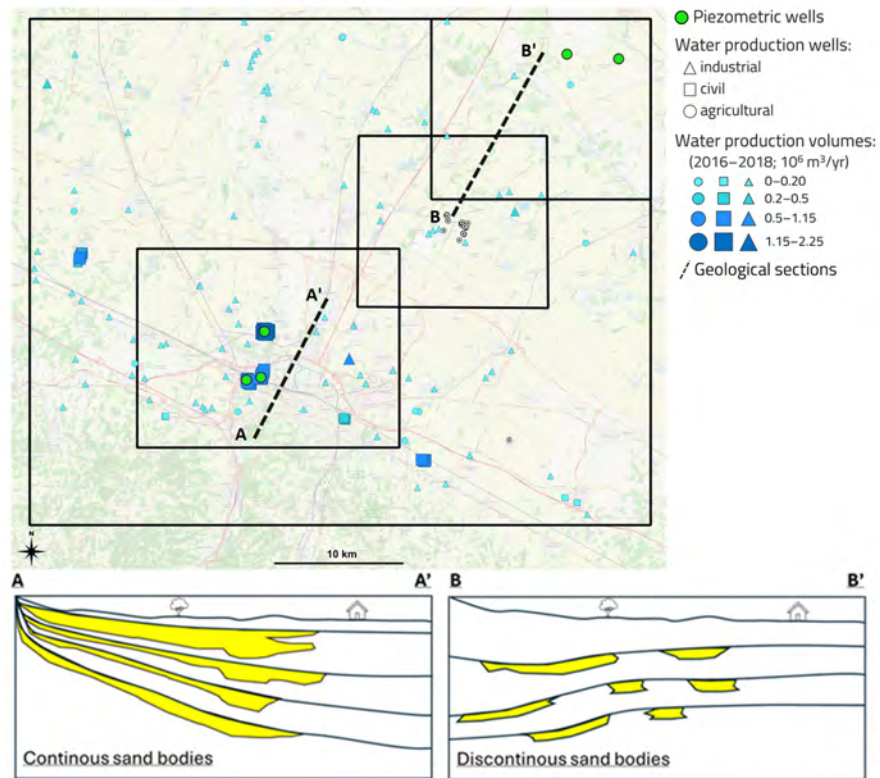 Piezometric wells
Water production wells:
industrial
civil
agricultural
Water production volumes:
(2016–2018; 10⁶ m³/yr)
0–0.20
0.2–0.5
0.5–1.15
1.15–2.25
Geological sections
B'
B
A'
A
N
10 km
A
A'
B
B'
Continous sand bodies
Discontinous sand bodies